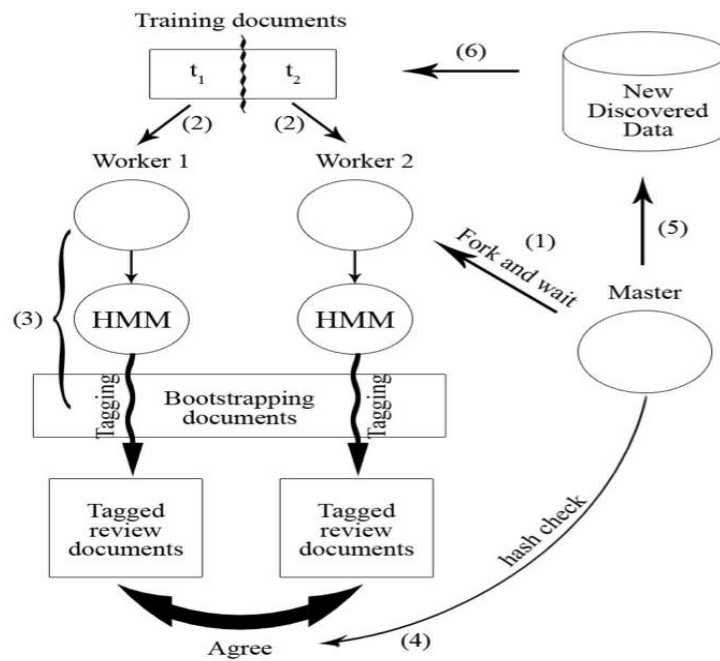 Training documents
t1
t2
(6)
New
Discovered
Data
(2)
(2)
Worker 1
Worker 2
(1)
Fork and wait
(5)
Master
(3)
HMM
HMM
Tagging
Bootstrapping
documents
Tagging
Tagged
review
documents
Tagged
review
documents
hash check
Agree
(4)